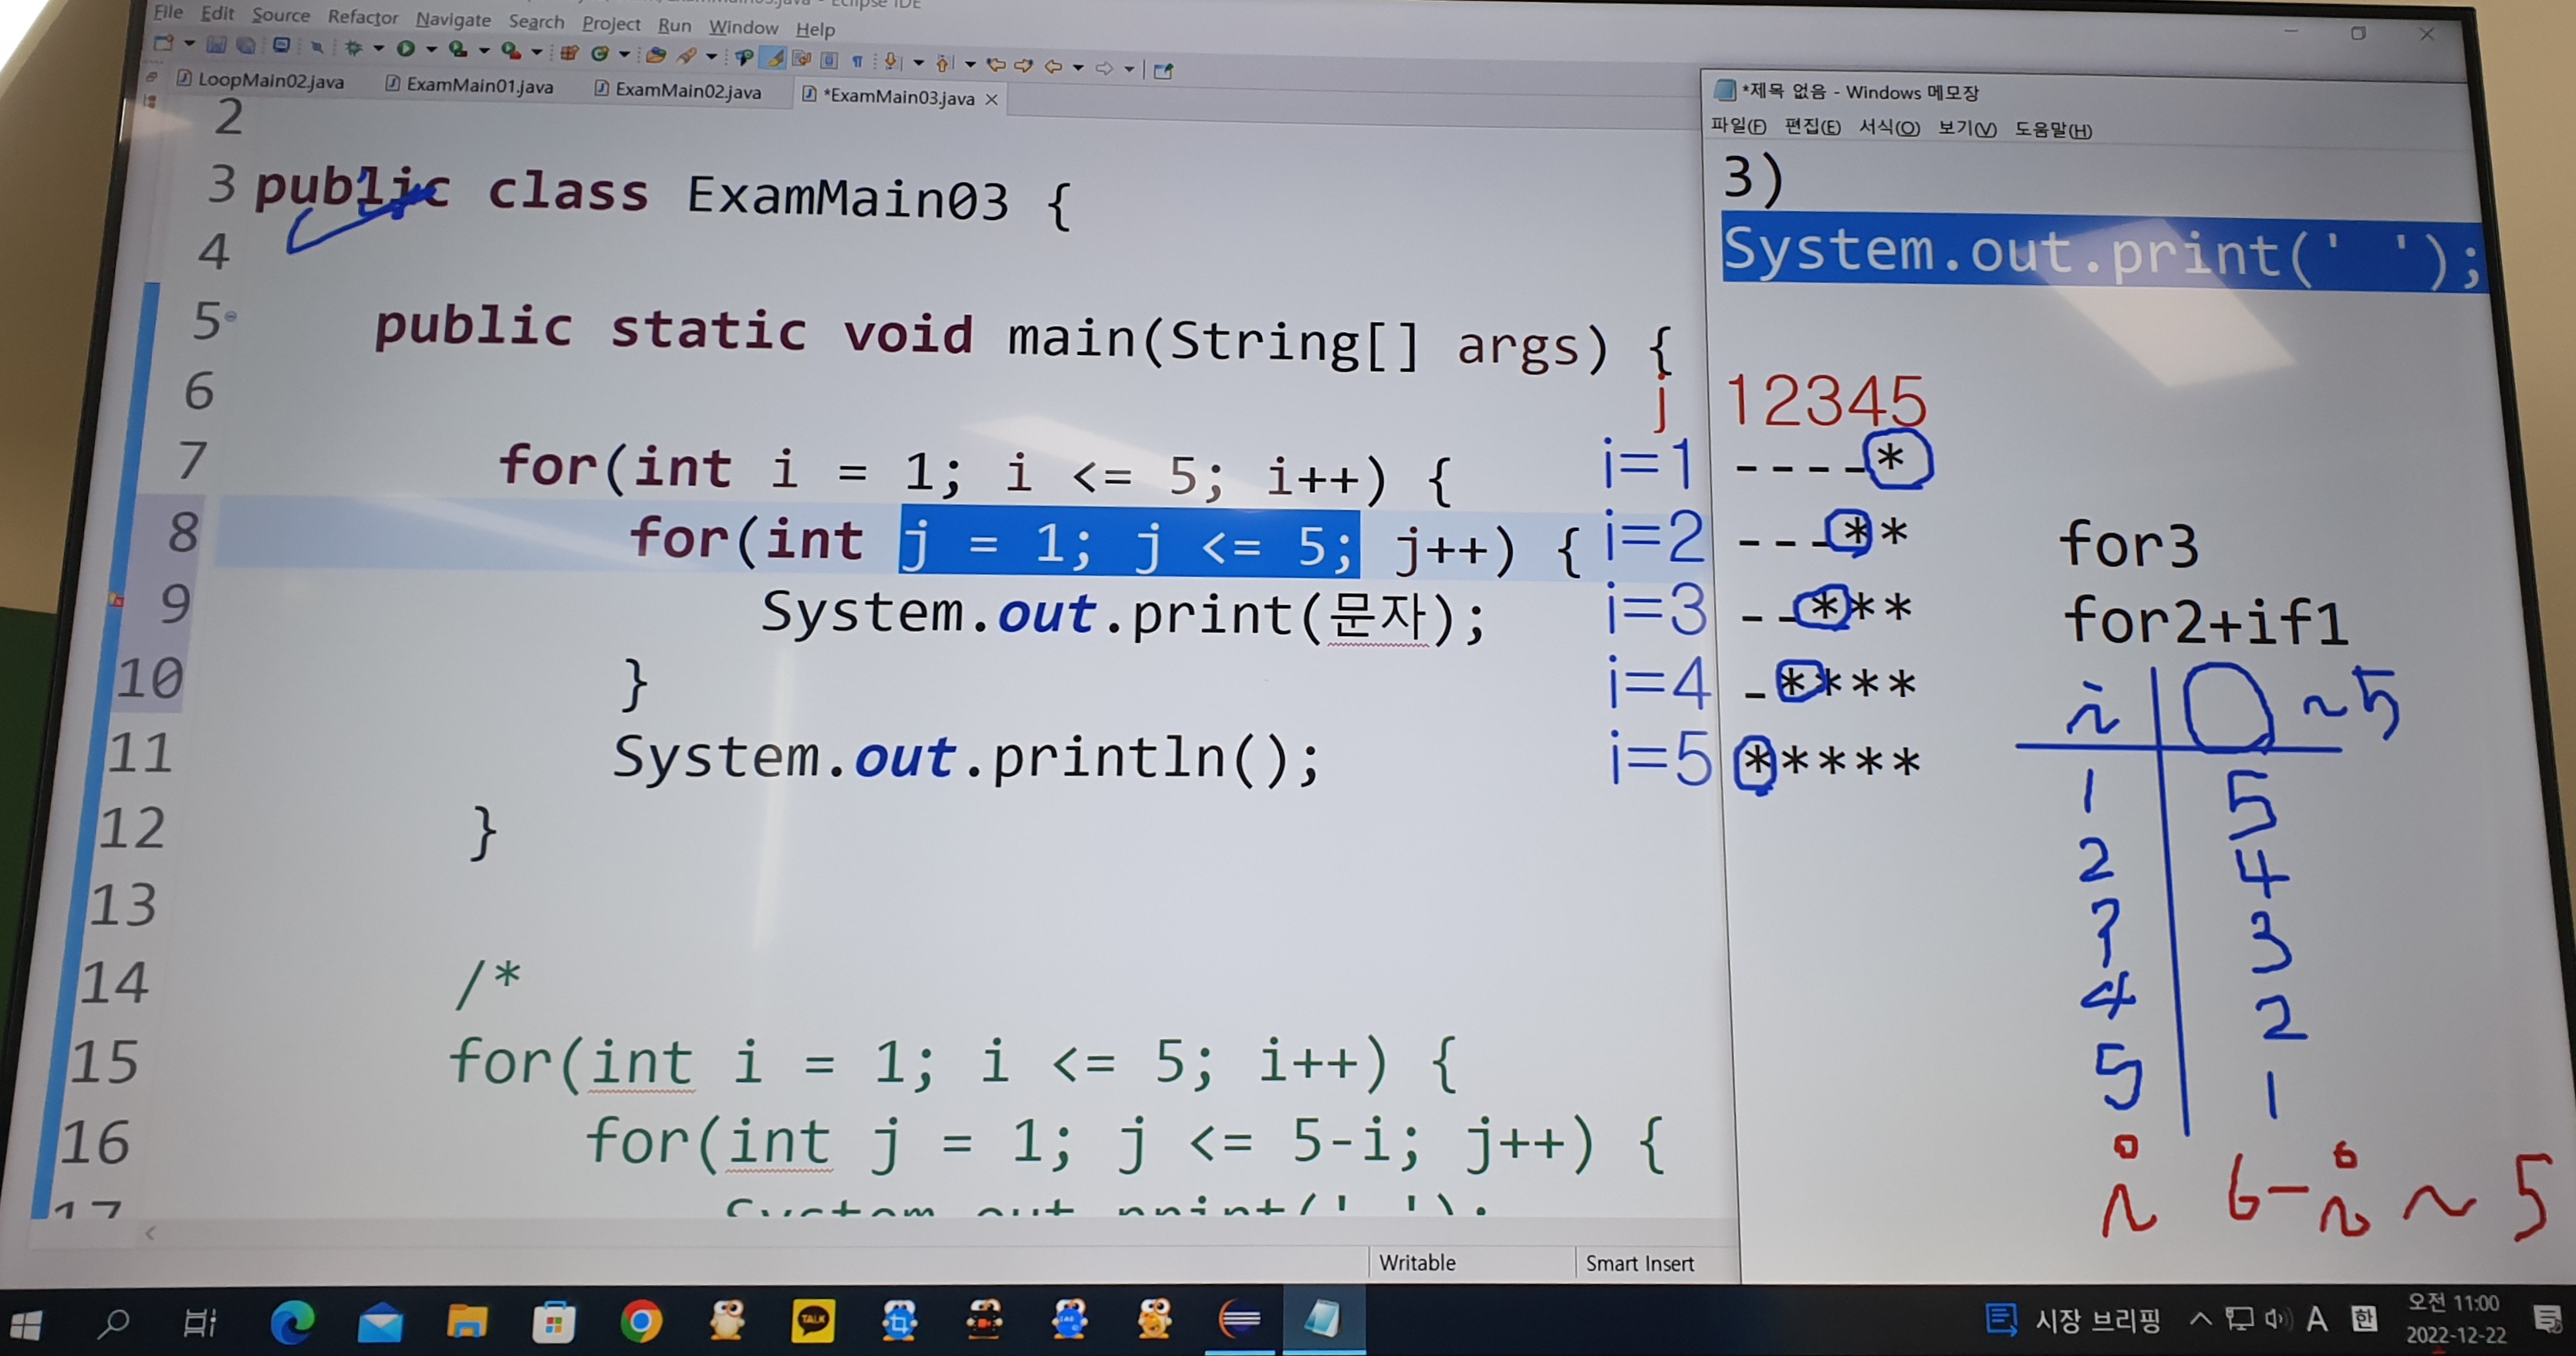 File Edit Source Refactor Navigate Search Project Run Window Help
LoopMain02.java ExamMain01.java ExamMain02.java *ExamMain03.java
2
3 public class ExamMain03 {
4
5 public static void main(String[] args) {
6
7 for(int i = 1; i <= 5; i++) {
8 for(int j = 1; j <= 5; j++) {
9 System.out.print(문자);
10 }
11 System.out.println();
12 }
13
14 /*
15 for(int i = 1; i <= 5; i++) {
16 for(int j = 1; j <= 5-i; j++) {
17 System.out.print(' ');
Writable Smart Insert
*제목 없음 - Windows 메모장
파일(F) 편집(E) 서식(O) 보기(V) 도움말(H)
3)
System.out.print(' ');
j 12345
i=1 ----*
i=2 ---**
i=3 --***
i=4 -****
i=5 *****
for3
for2+if1
i ~5
1 5
2 4
3 3
4 2
5 1
i 6-i ~ 5
TALK
시장 브리핑 A 한 오전 11:00
2022-12-22